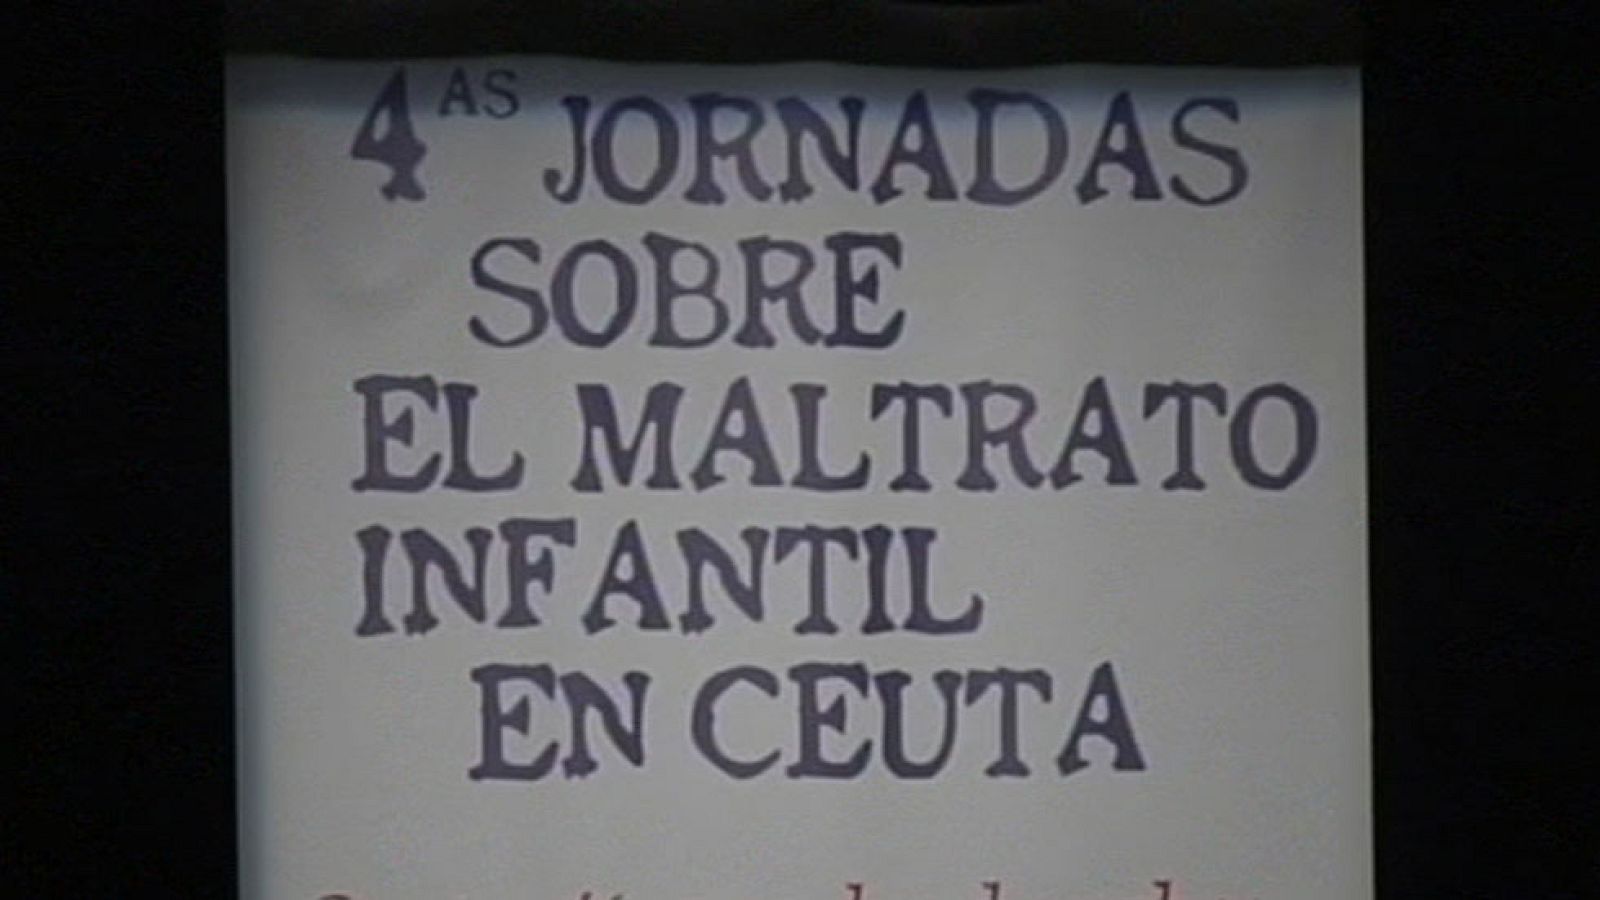 4AS JORNADAS
SOBRE
EL MALTRATO
INFANTIL
EN CEUTA